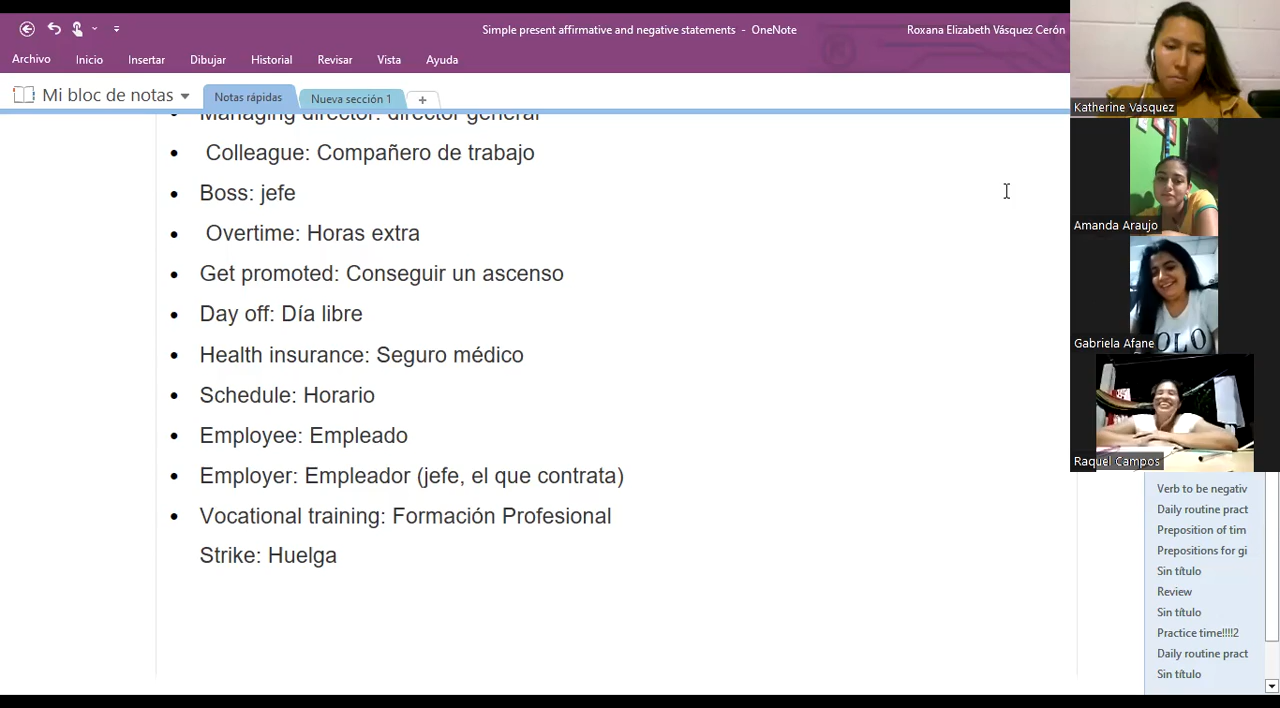 Simple present affirmative and negative statements - OneNote
Roxana Elizabeth Vásquez Cerón
Archivo Inicio Insertar Dibujar Historial Revisar Vista Ayuda
Mi bloc de notas
Notas rápidas
Nueva sección 1
+
Managing director: director general
• Colleague: Compañero de trabajo
• Boss: jefe
• Overtime: Horas extra
• Get promoted: Conseguir un ascenso
• Day off: Día libre
• Health insurance: Seguro médico
• Schedule: Horario
• Employee: Empleado
• Employer: Empleador (jefe, el que contrata)
• Vocational training: Formación Profesional
Strike: Huelga
Katherine Vasquez
Amanda Araujo
Gabriela Afane
OLO
Raquel Campos
Verb to be negativ
Daily routine pract
Preposition of tim
Prepositions for gi
Sin título
Review
Sin título
Practice time!!!!2
Daily routine pract
Sin título